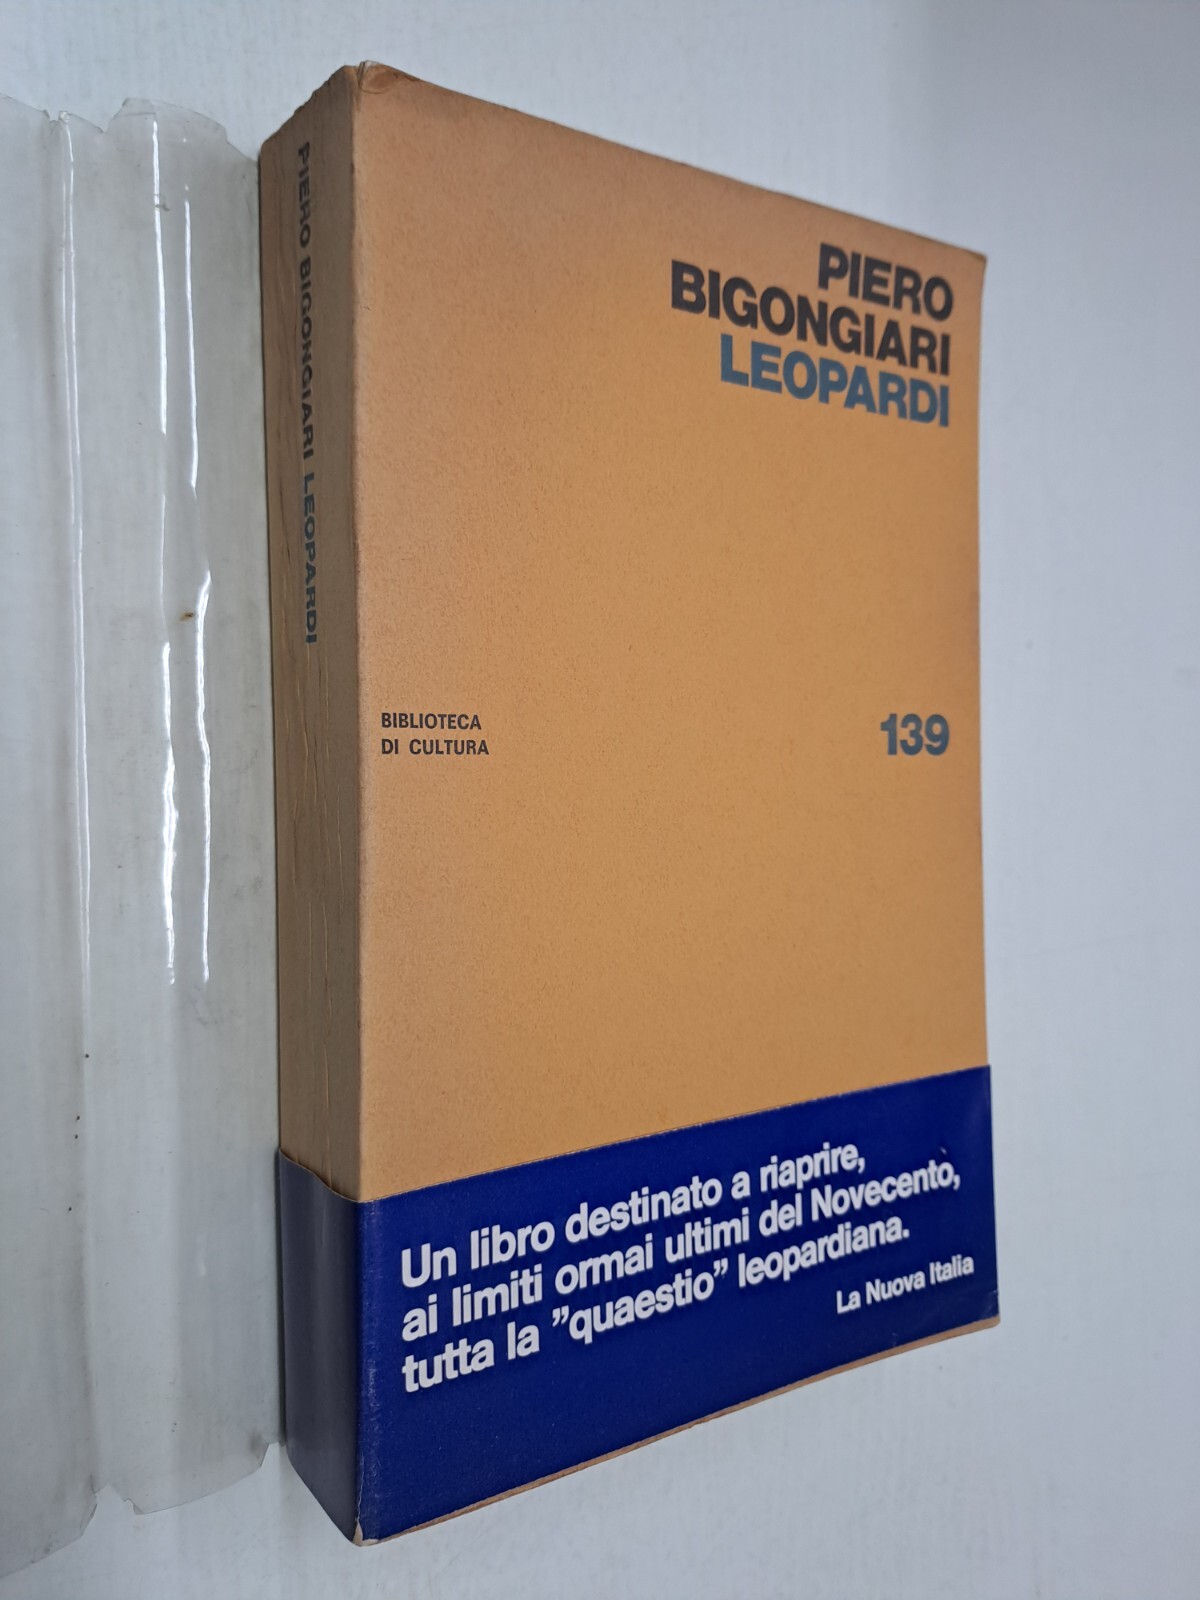 PIERO BIGONGIARI LEOPARDI
PIERO
BIGONGIARI
LEOPARDI
BIBLIOTECA
DI CULTURA
139
Un libro destinato a riaprire,
ai limiti ormai ultimi del Novecento,
tutta la "quaestio" leopardiana.
La Nuova Italia